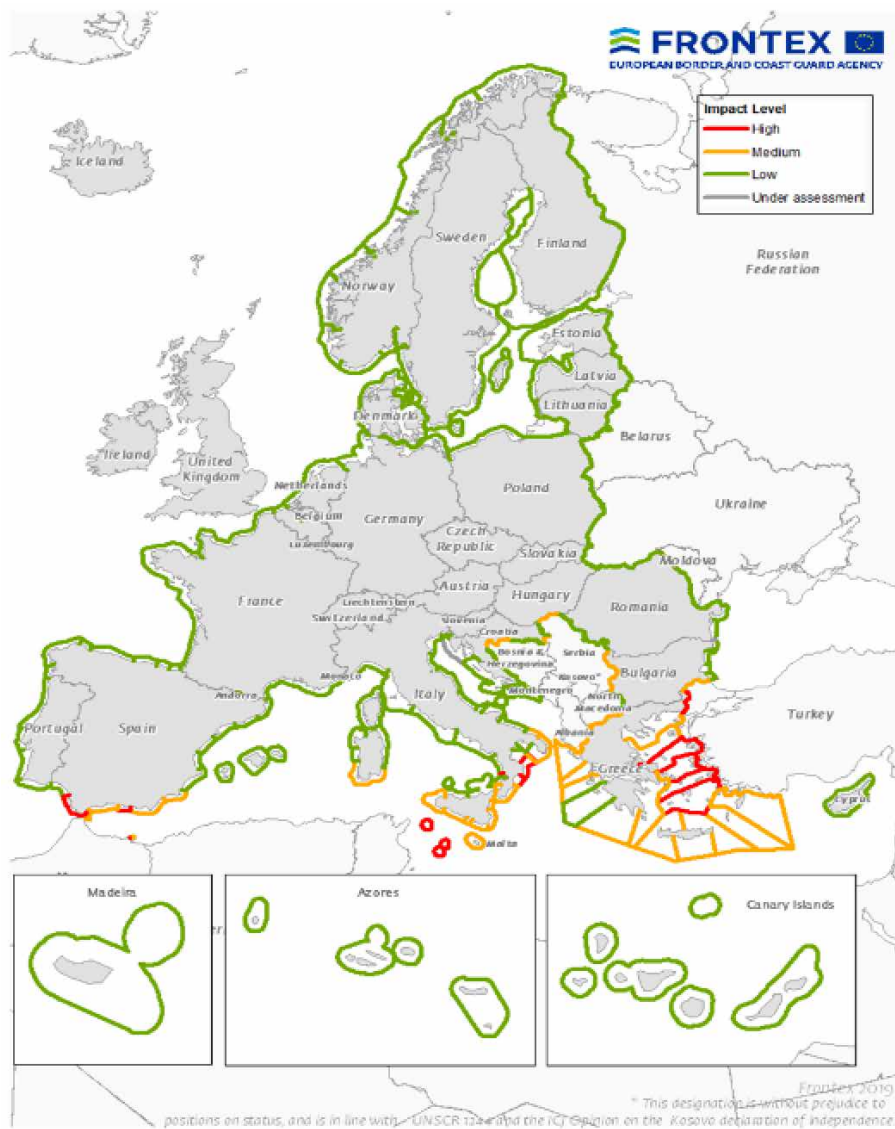 FRONTEX
EUROPEAN BORDER AND COAST GUARD AGENCY
Impact Level
High
Medium
Low
Under assessment
Iceland
Sweden
Finland
Norway
Russian
Federation
Estonia
Latvia
Lithuania
Denmark
Belarus
Ireland
United
Kingdom
Netherlands
Belgium
Luxembourg
Germany
Poland
Ukraine
Czech
Republic
Slovakia
Moldova
France
Liechtenstein
Switzerland
Austria
Hungary
Romania
Slovenia
Croatia
Bosnia &
Herzegovina
Serbia
Kosovo*
Montenegro
North
Macedonia
Bulgaria
Monaco
Andorra
Italy
Portugal
Spain
Albania
Greece
Turkey
Cyprus
Malta
Madeira
Azores
Canary Islands
Frontex 2019
* This designation is without prejudice to
positions on status, and is in line with UNSCR 1244 and the ICJ Opinion on the Kosovo declaration of independence